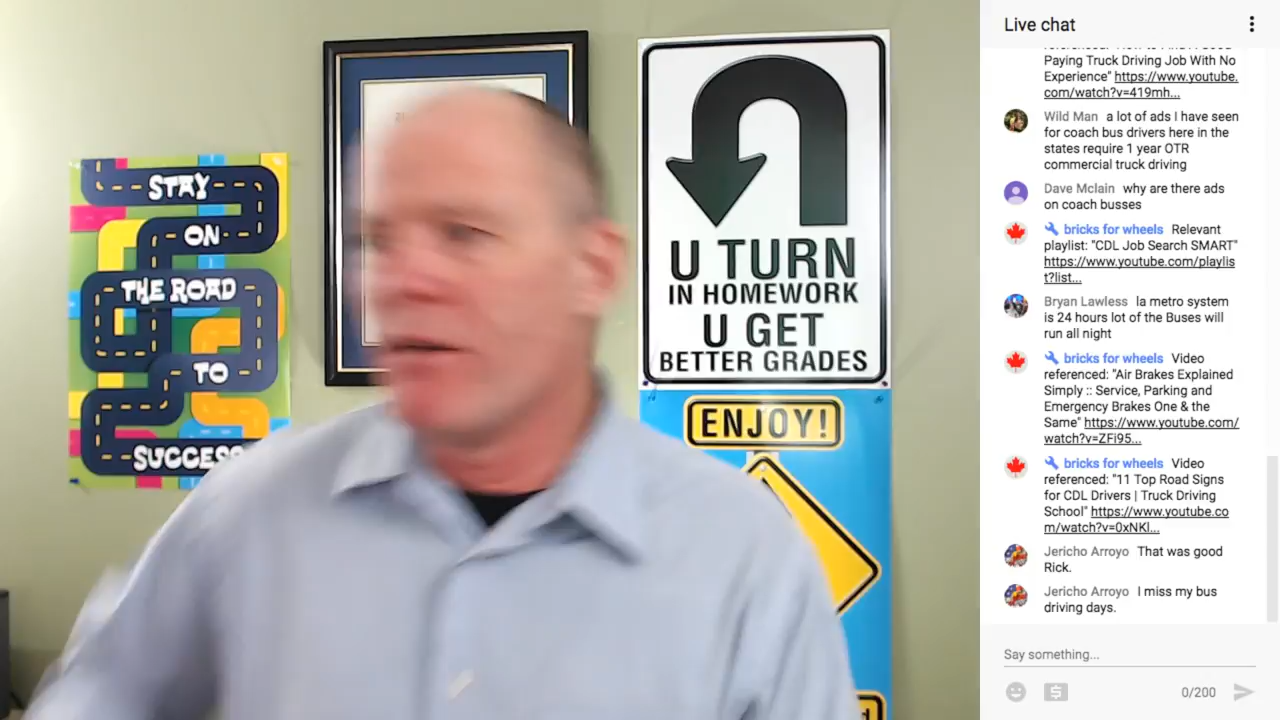 STAY
ON
THE ROAD
TO
SUCCESS
U TURN
IN HOMEWORK
U GET
BETTER GRADES
ENJOY!
Live chat
Paying Truck Driving Job With No
Experience" https://www.youtube.
com/watch?v=419mh...
Wild Man a lot of ads I have seen
for coach bus drivers here in the
states require 1 year OTR
commercial truck driving
Dave Mclain why are there ads
on coach busses
bricks for wheels Relevant
playlist: "CDL Job Search SMART"
https://www.youtube.com/playlis
t?list...
Bryan Lawless la metro system
is 24 hours lot of the Buses will
run all night
bricks for wheels Video
referenced: "Air Brakes Explained
Simply :: Service, Parking and
Emergency Brakes One & the
Same" https://www.youtube.com/
watch?v=ZFi95...
bricks for wheels Video
referenced: "11 Top Road Signs
for CDL Drivers | Truck Driving
School" https://www.youtube.co
m/watch?v=0xNKl...
Jericho Arroyo That was good
Rick.
Jericho Arroyo I miss my bus
driving days.
Say something...
0/200